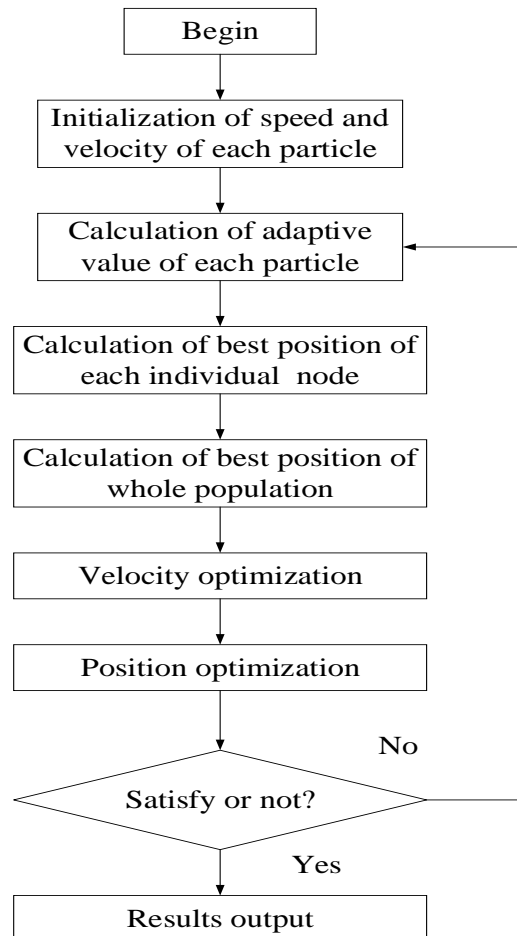 Begin
Initialization of speed and
velocity of each particle
Calculation of adaptive
value of each particle
Calculation of best position of
each individual node
Calculation of best position of
whole population
Velocity optimization
Position optimization
No
Satisfy or not?
Yes
Results output